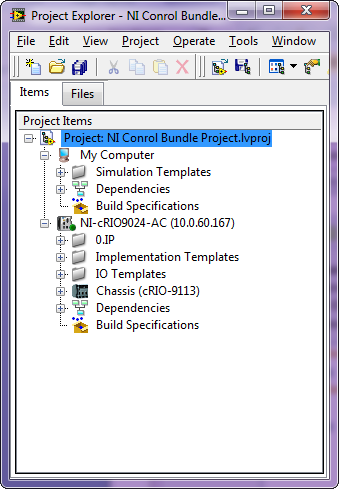 Project Explorer - NI Conrol Bundle...
File Edit View Project Operate Tools Window
Items Files
Project Items
Project: NI Conrol Bundle Project.lvproj
My Computer
Simulation Templates
Dependencies
Build Specifications
NI-cRIO9024-AC (10.0.60.167)
0.IP
Implementation Templates
IO Templates
Chassis (cRIO-9113)
Dependencies
Build Specifications